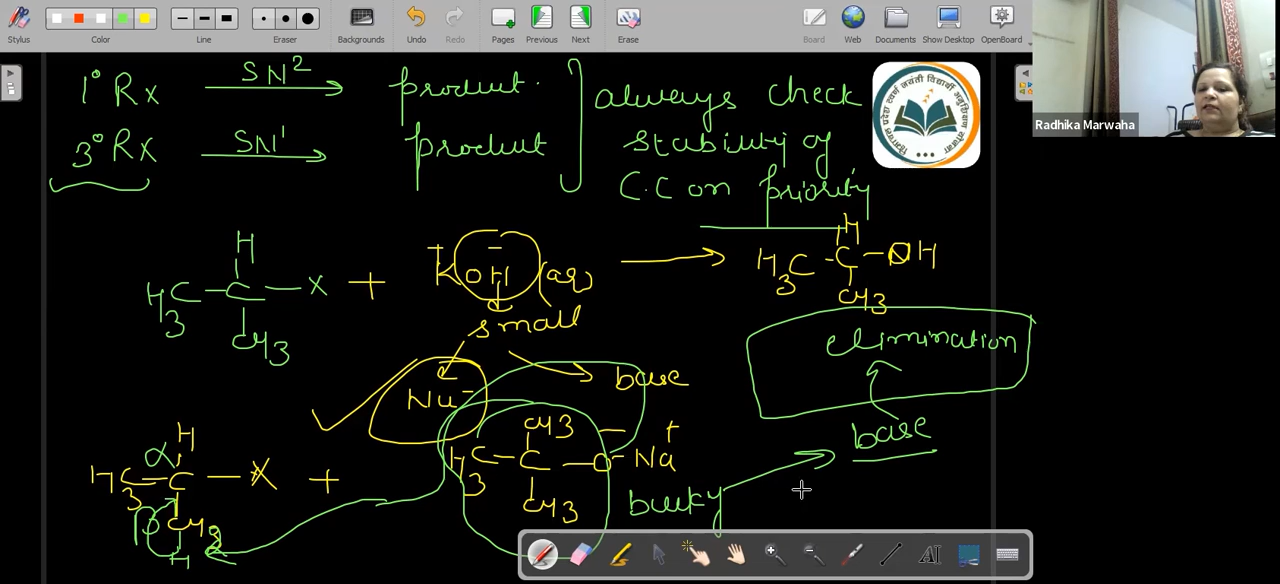 Stylus
Color
Line
Eraser
Backgrounds
Undo
Redo
Pages
Previous
Next
Erase
Board
Web
Documents
Show Desktop
OpenBoard
Radhika Marwaha
1° Rx SN² product.
3° Rx SN¹ product
always check
stability of
C.C on priority
H
H3C-C-X + K⁺OH⁻ (aq) → H3C-C-OH
CH3
H
CH3
small
Nu⁻
base
elimination
base
H
α
H3C-C-X +
β
CH2
H
CH3
H3C-C-O⁻Na⁺
CH3
bulky